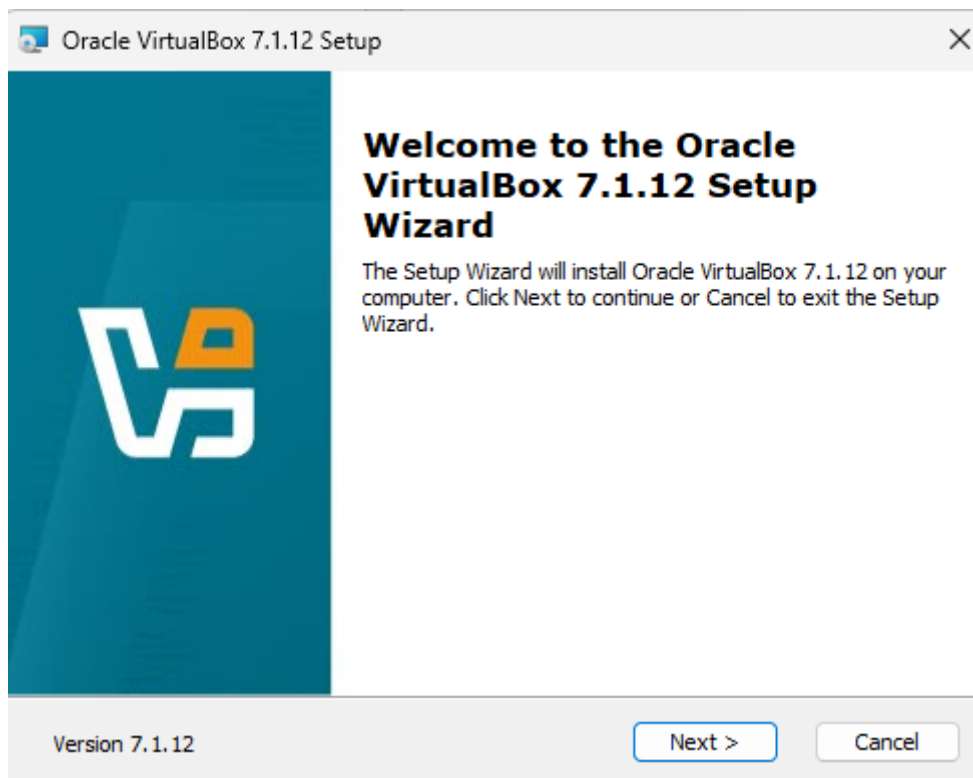 Oracle VirtualBox 7.1.12 Setup
Welcome to the Oracle
VirtualBox 7.1.12 Setup
Wizard
The Setup Wizard will install Oracle VirtualBox 7.1.12 on your
computer. Click Next to continue or Cancel to exit the Setup
Wizard.
Version 7.1.12
Next >
Cancel